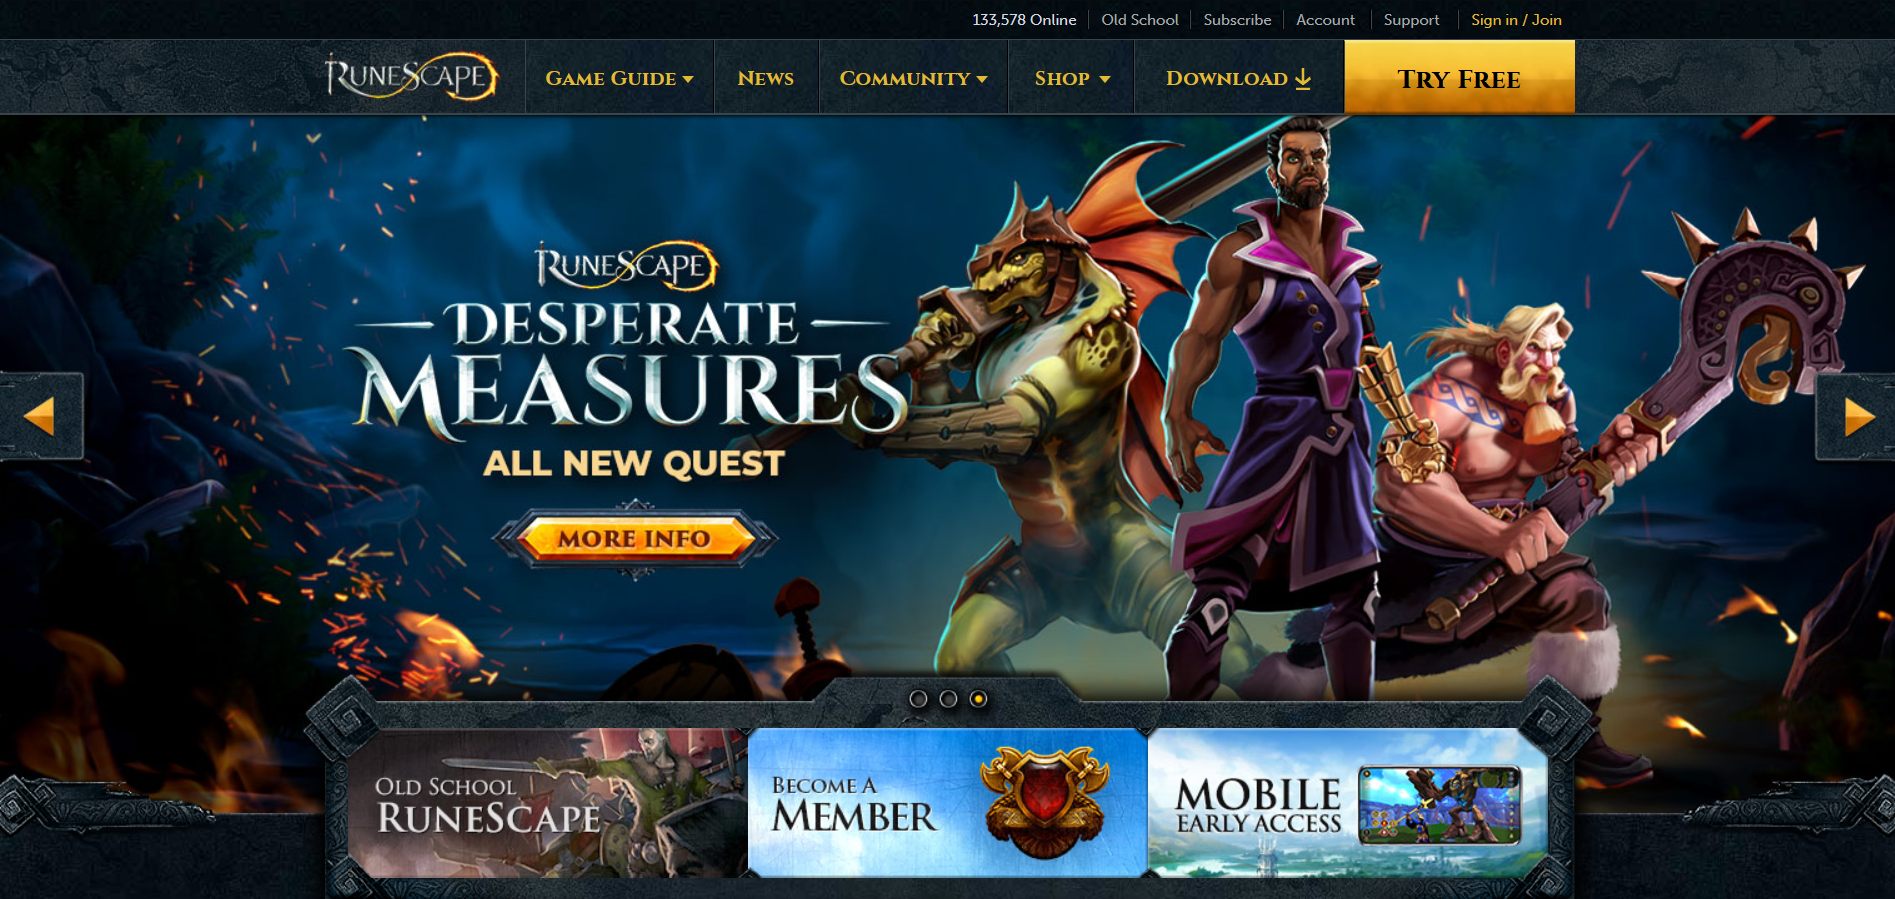 133,578 Online
Old School
Subscribe
Account
Support
Sign in / Join
RUNESCAPE
GAME GUIDE
NEWS
COMMUNITY
SHOP
DOWNLOAD
TRY FREE
RUNESCAPE
DESPERATE
MEASURES
ALL NEW QUEST
MORE INFO
OLD SCHOOL
RUNESCAPE
BECOME A
MEMBER
MOBILE
EARLY ACCESS